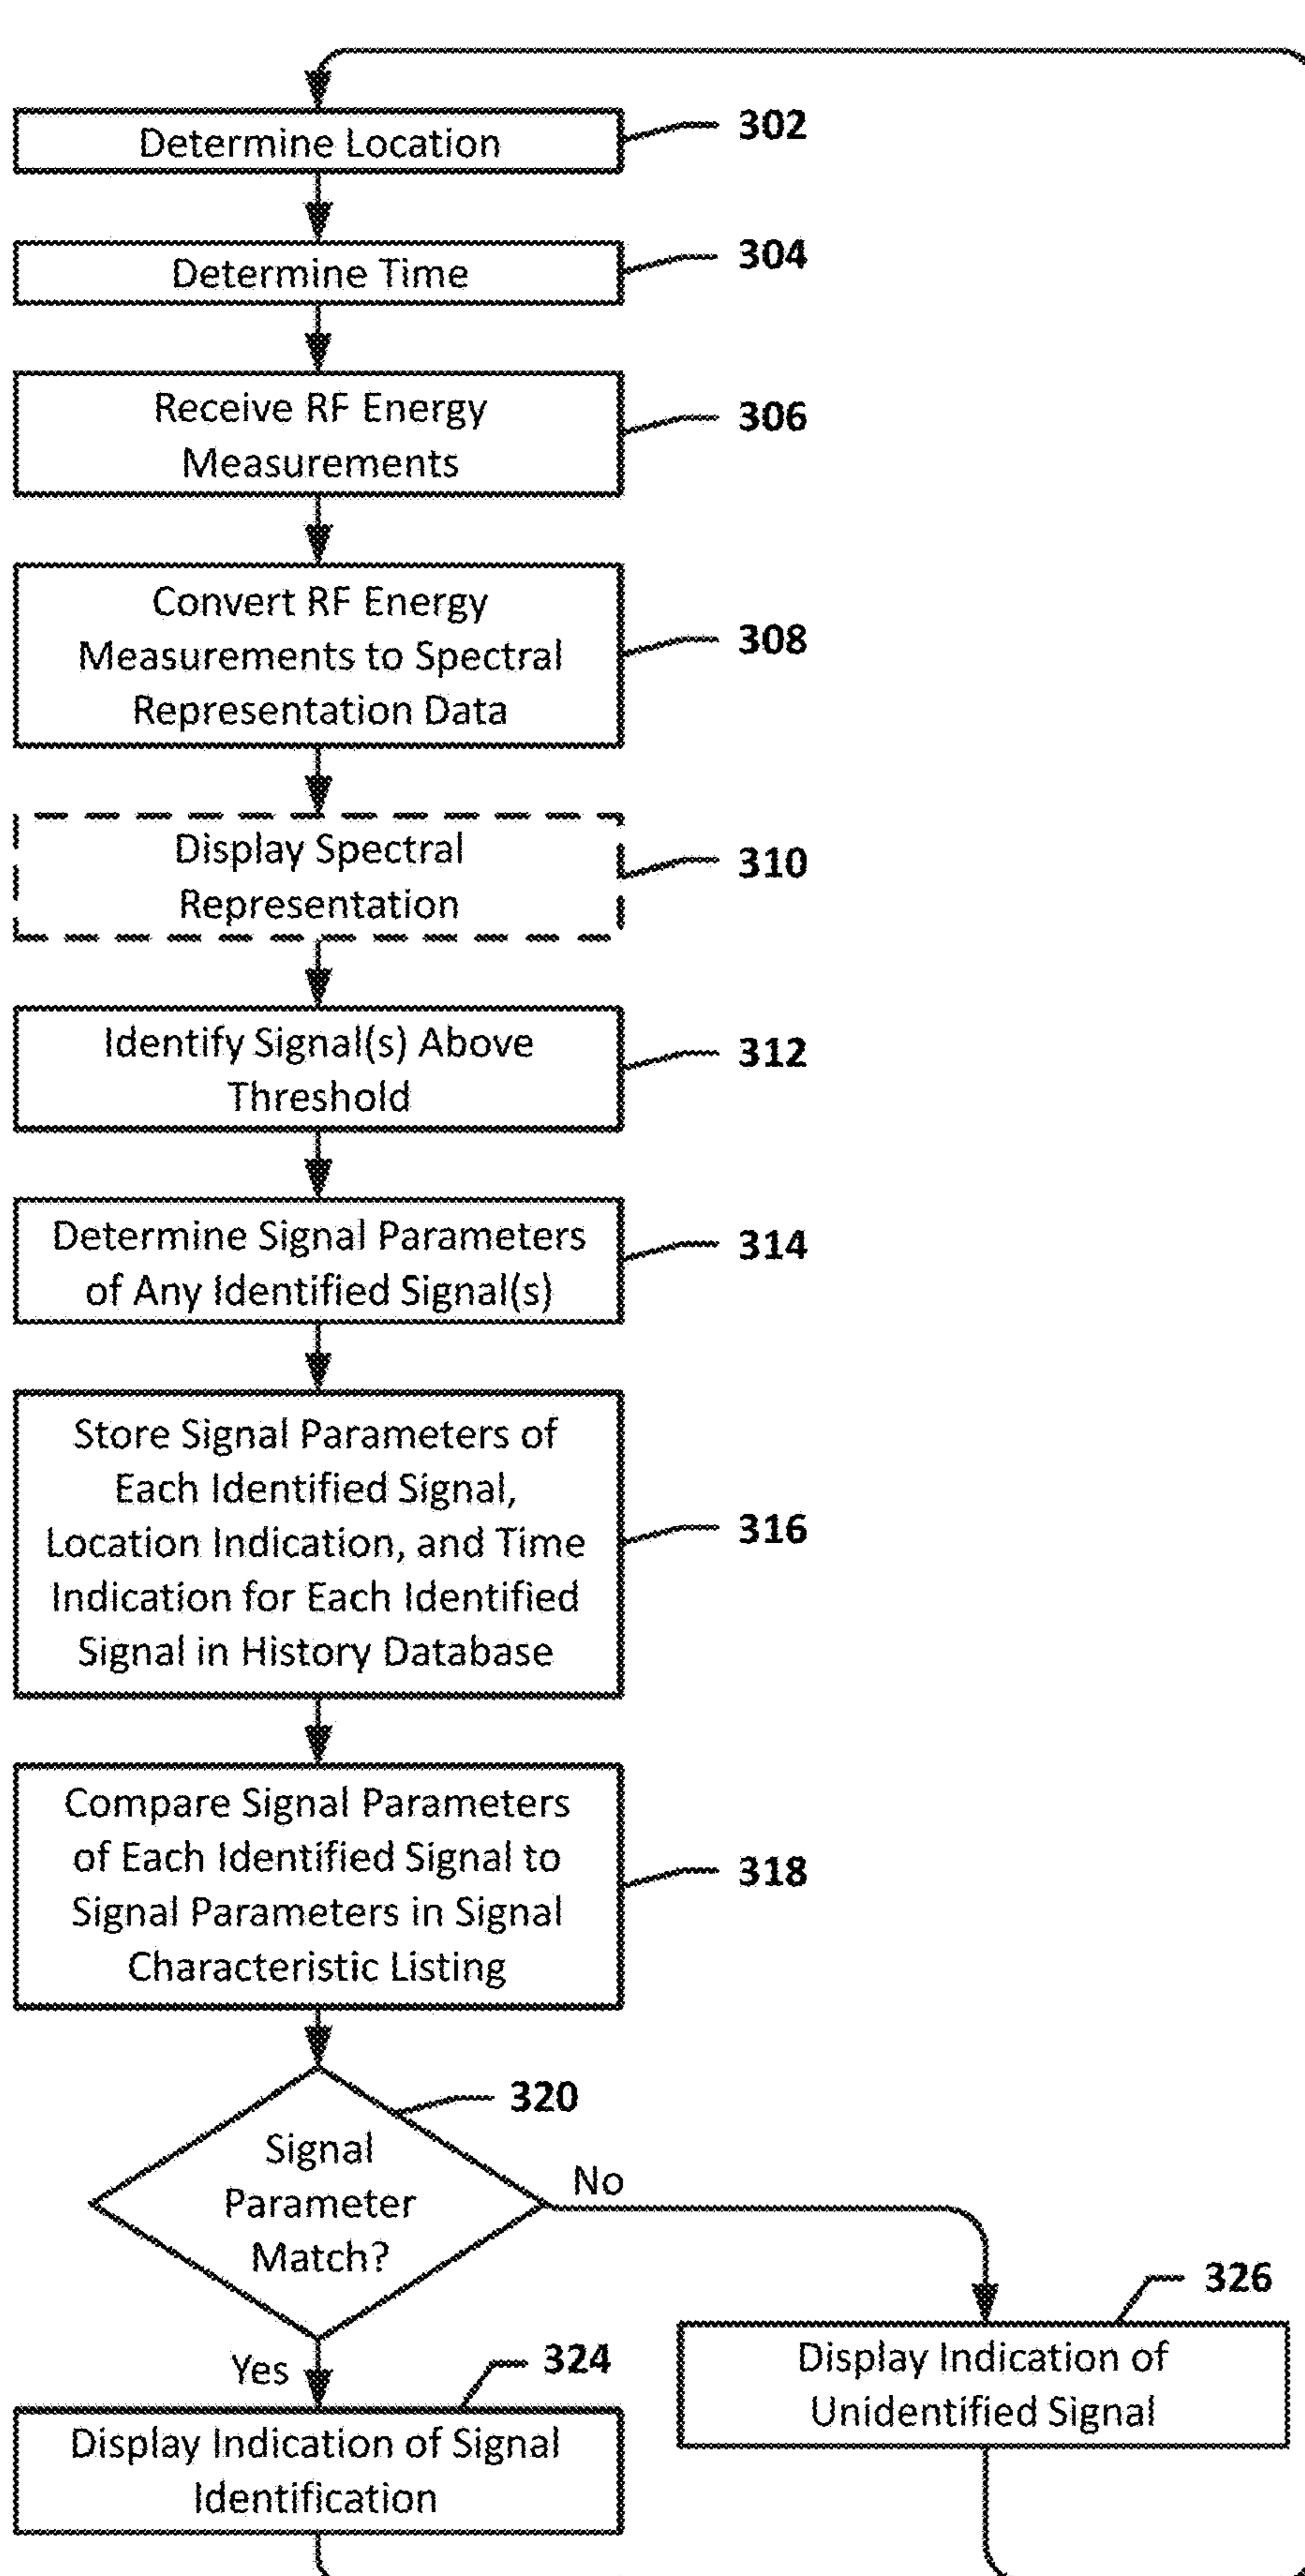 Determine Location
302
Determine Time
304
Receive RF Energy
Measurements
306
Convert RF Energy
Measurements to Spectral
Representation Data
308
Display Spectral
Representation
310
Identify Signal(s) Above
Threshold
312
Determine Signal Parameters
of Any Identified Signal(s)
314
Store Signal Parameters of
Each Identified Signal,
Location Indication, and Time
Indication for Each Identified
Signal in History Database
316
Compare Signal Parameters
of Each Identified Signal to
Signal Parameters in Signal
Characteristic Listing
318
320
Signal
Parameter
Match?
No
Yes
324
Display Indication of Signal
Identification
326
Display Indication of
Unidentified Signal